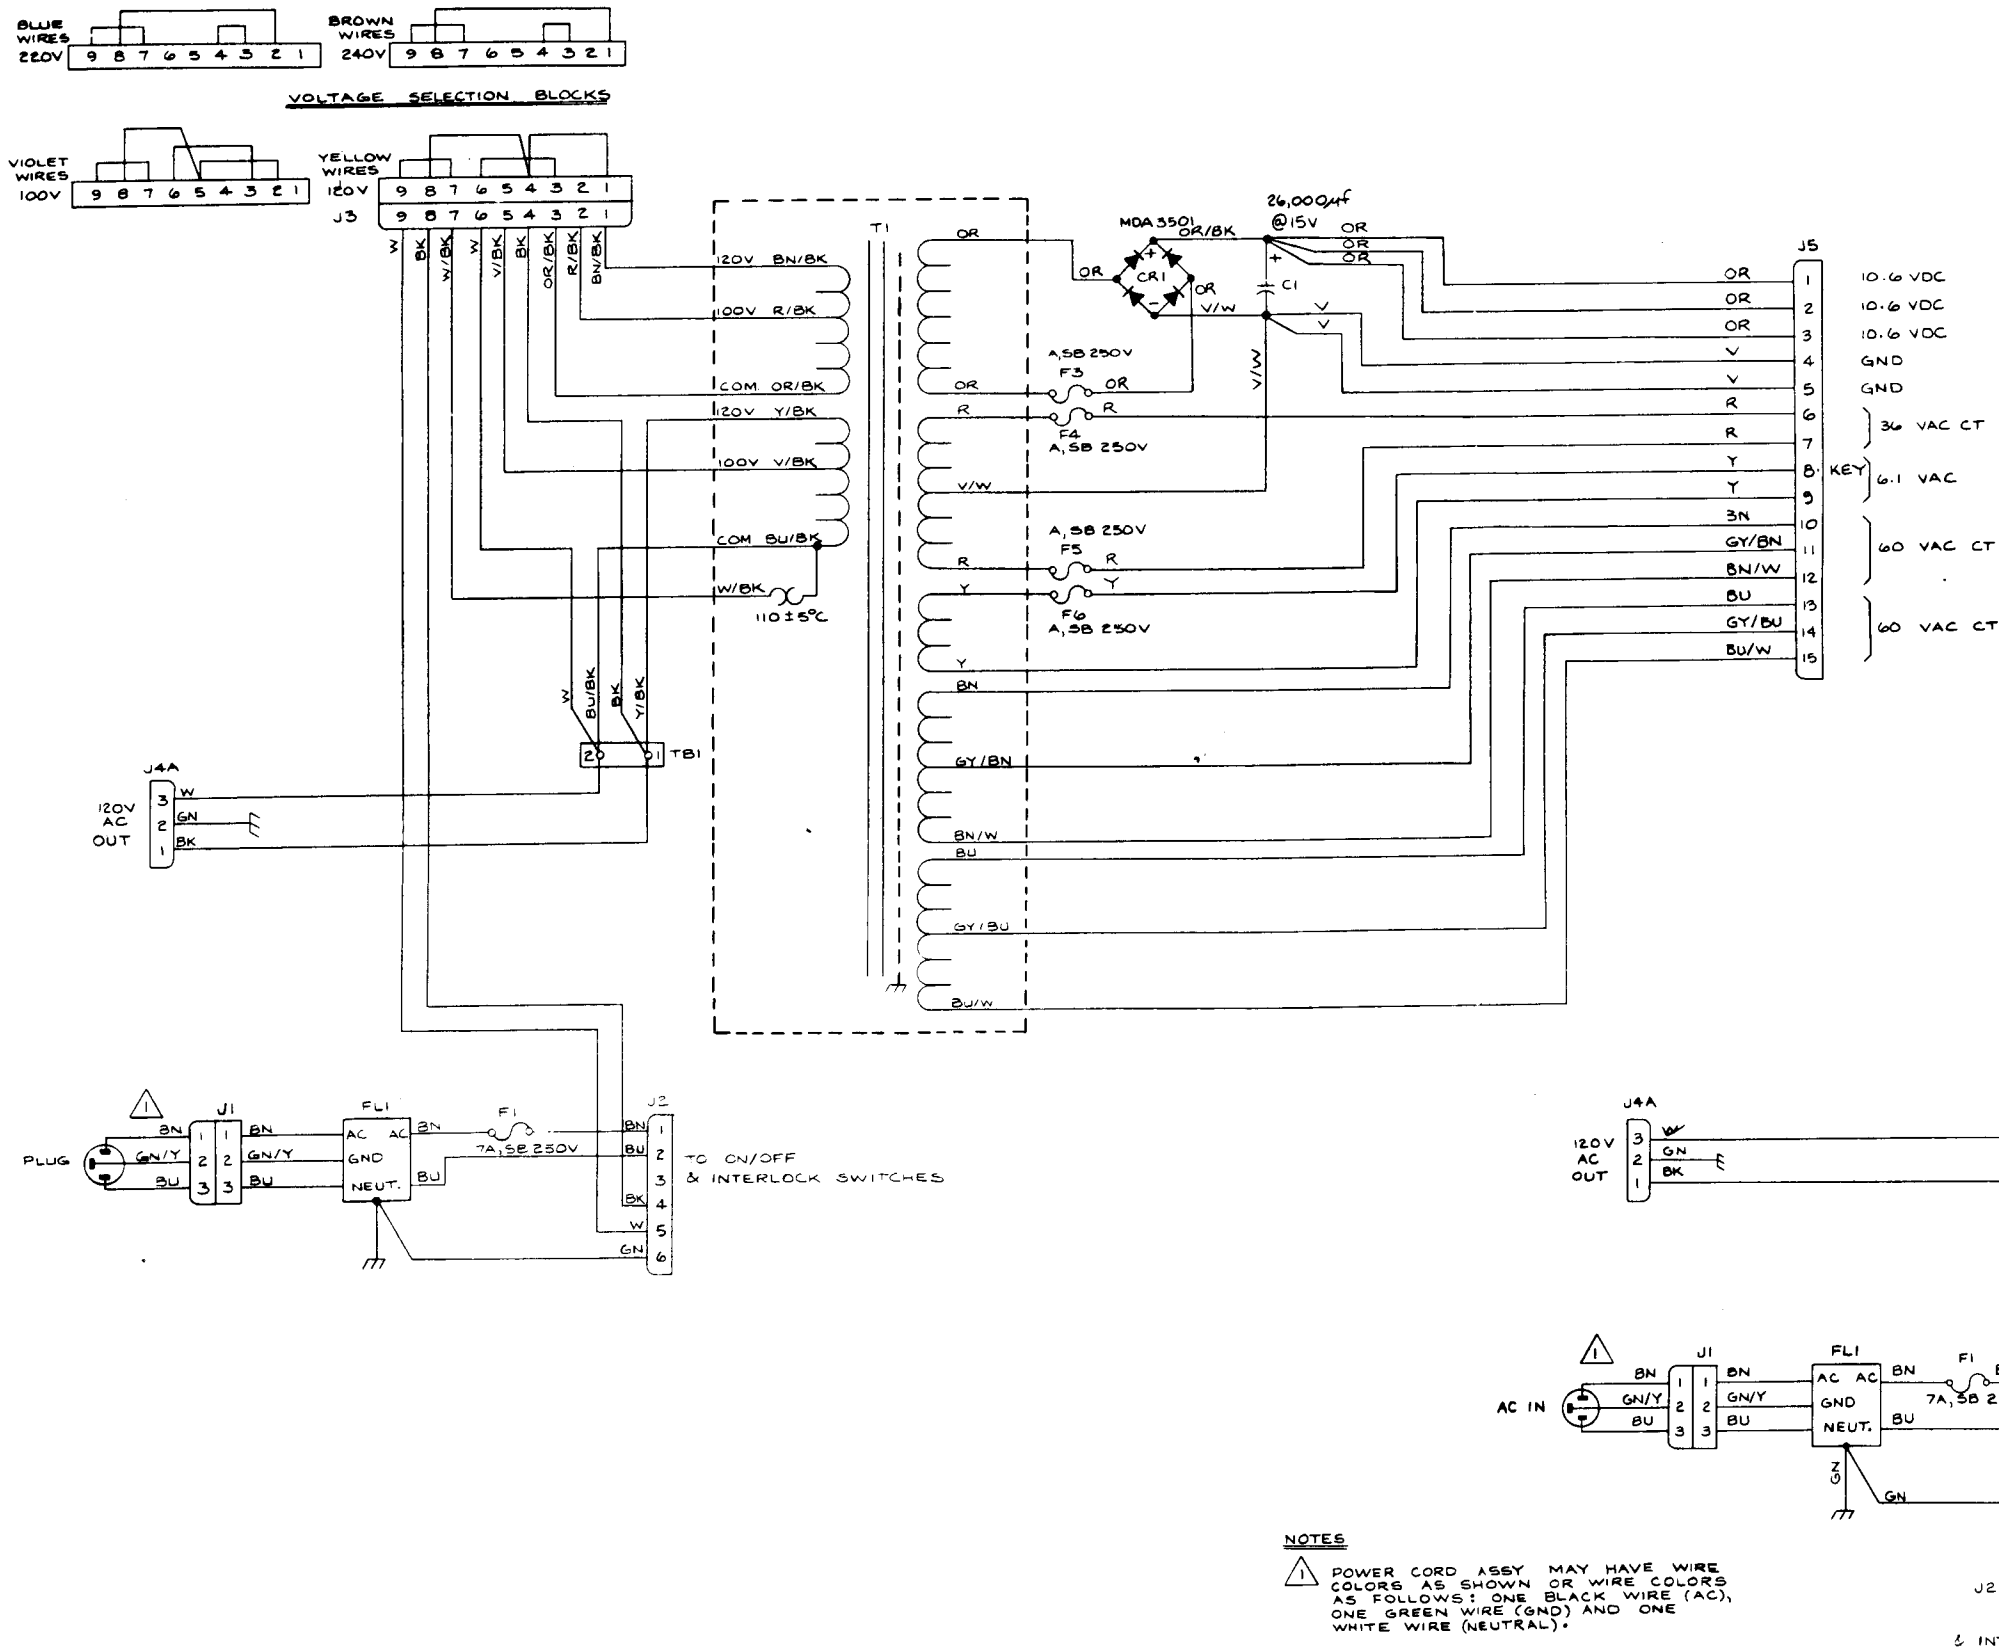 BLUE
WIRES
220V 9 8 7 6 5 4 3 2 1
BROWN
WIRES
240V 9 8 7 6 5 4 3 2 1
VOLTAGE SELECTION BLOCKS
VIOLET
WIRES
100V 9 8 7 6 5 4 3 2 1
YELLOW
WIRES
120V 9 8 7 6 5 4 3 2 1
J3 9 8 7 6 5 4 3 2 1
W
BK
W/BK
W
V/BK
BK
OR/BK
R/BK
BN/BK
T1
120V BN/BK
100V R/BK
COM OR/BK
120V Y/BK
100V V/BK
COM BU/BK
W/BK
110±5°C
W
BU/BK
BK
Y/BK
2 1 TB1
J4A
120V
AC
OUT
3 W
2 GN
1 BK
OR
OR
R
V/W
R
Y
Y
BN
GY/BN
BN/W
BU
GY/BU
BU/W
MDA3501
OR/BK
OR
+
CR1
-
OR
V/W
26,000µf
@15V
+
C1
OR
OR
OR
V
V
V/W
A,SB 250V
F3
OR
R
F4
A,SB 250V
A,SB 250V
F5
R
Y
F6
A,SB 250V
J5
OR 1 10.6 VDC
OR 2 10.6 VDC
OR 3 10.6 VDC
V 4 GND
V 5 GND
R 6
R 7
36 VAC CT
Y 8 KEY
Y 9
6.1 VAC
10
GY/BN 11
BN/W 12
60 VAC CT
BU 13
GY/BU 14
BU/W 15
60 VAC CT
1
PLUG
BN
GN/Y
BU
J1
1 1 BN
2 2 GN/Y
3 3 BU
FL1
AC AC
GND
NEUT.
BN
BU
F1
7A,SB 250V
J2
BN 1
BU 2
3
BK 4
W 5
GN 6
TO ON/OFF
& INTERLOCK SWITCHES
J4A
120V
AC
OUT
3 W
2 GN
1 BK
1
AC IN
BN
GN/Y
BU
J1
1 1 BN
2 2 GN/Y
3 3 BU
FL1
AC AC
GND
NEUT.
BN
BU
F1
7A,SB 2
GN
GN
NOTES
1 POWER CORD ASSY MAY HAVE WIRE
COLORS AS SHOWN OR WIRE COLORS
AS FOLLOWS: ONE BLACK WIRE (AC),
ONE GREEN WIRE (GND) AND ONE
WHITE WIRE (NEUTRAL).
J2
& IN